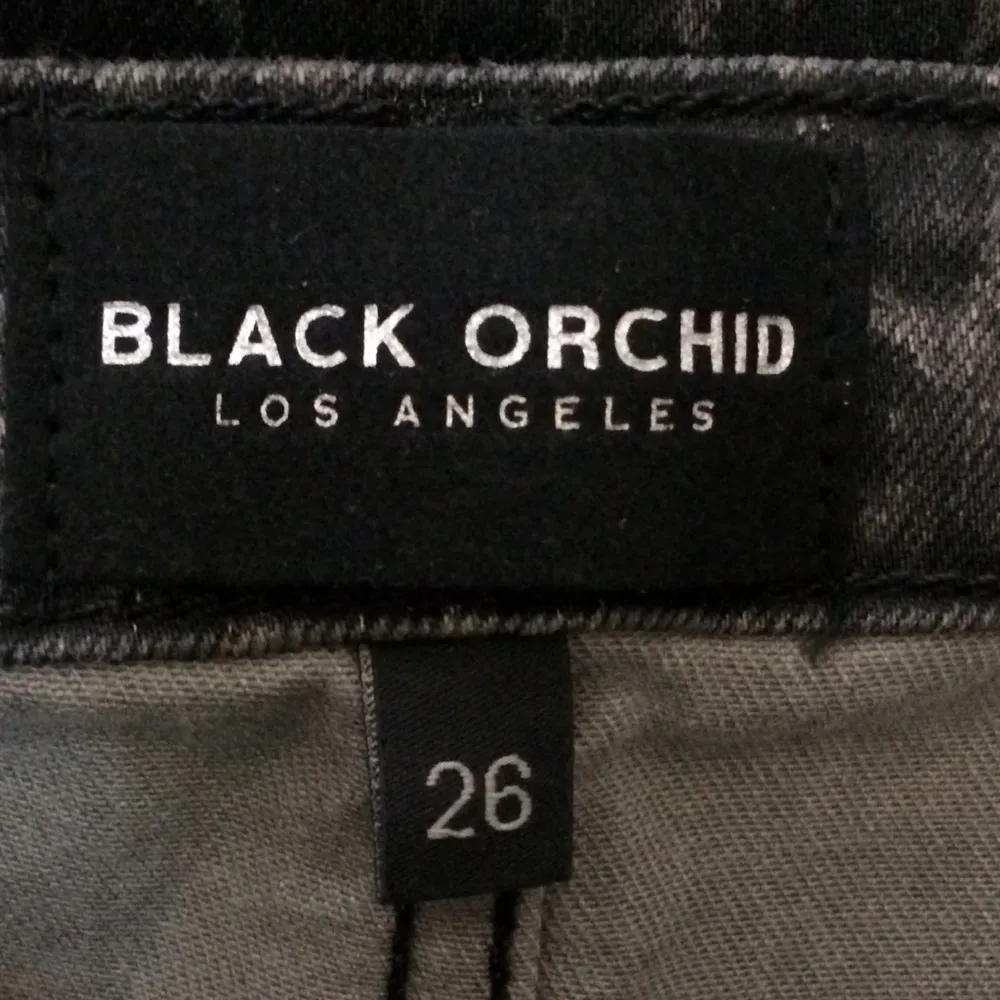 BLACK ORCHID
LOS ANGELES
26